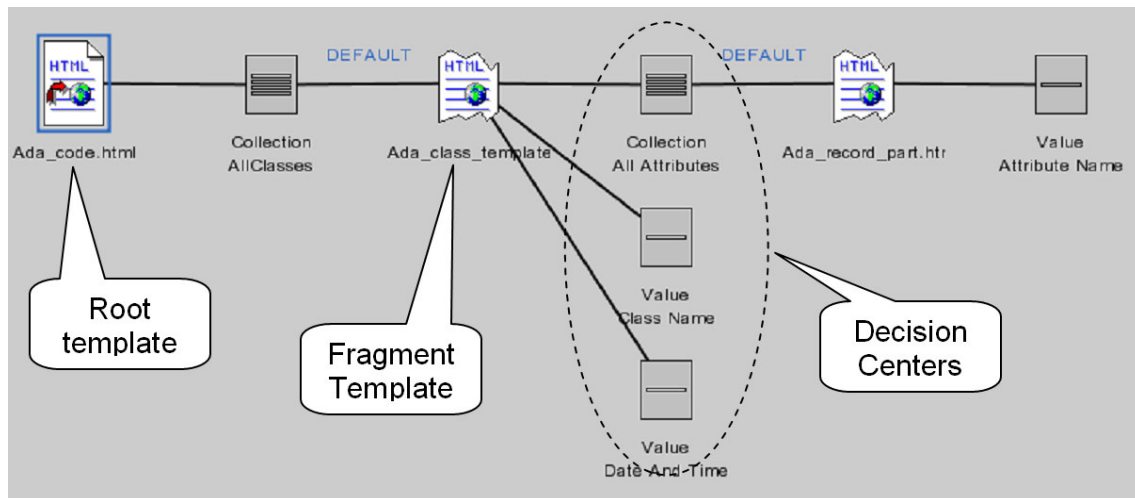 DEFAULT
DEFAULT
HTML
HTML
HTML
Ada_code.html
Collection
AllClasses
Ada_class_template
Collection
All Attributes
Ada_record_part.htr
Value
Attribute Name
Root
template
Fragment
Template
Value
Class Name
Decision
Centers
Value
Date And Time